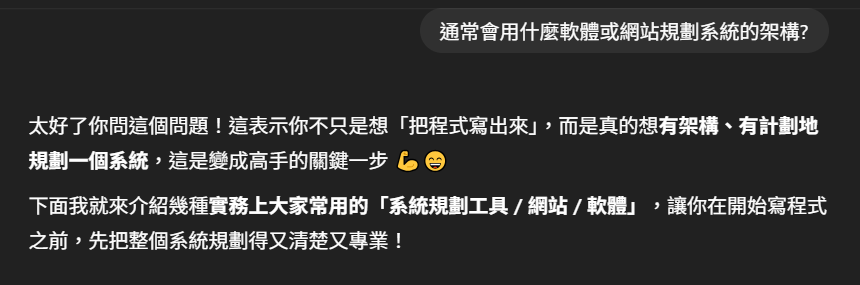 通常會用什麼軟體或網站規劃系統的架構?
太好了你問這個問題！這表示你不只是想「把程式寫出來」，而是真的想有架構、有計劃地
規劃一個系統，這是變成高手的關鍵一步 💪😄
下面我就來介紹幾種實務上大家常用的「系統規劃工具 / 網站 / 軟體」，讓你在開始寫程式
之前，先把整個系統規劃得又清楚又專業！